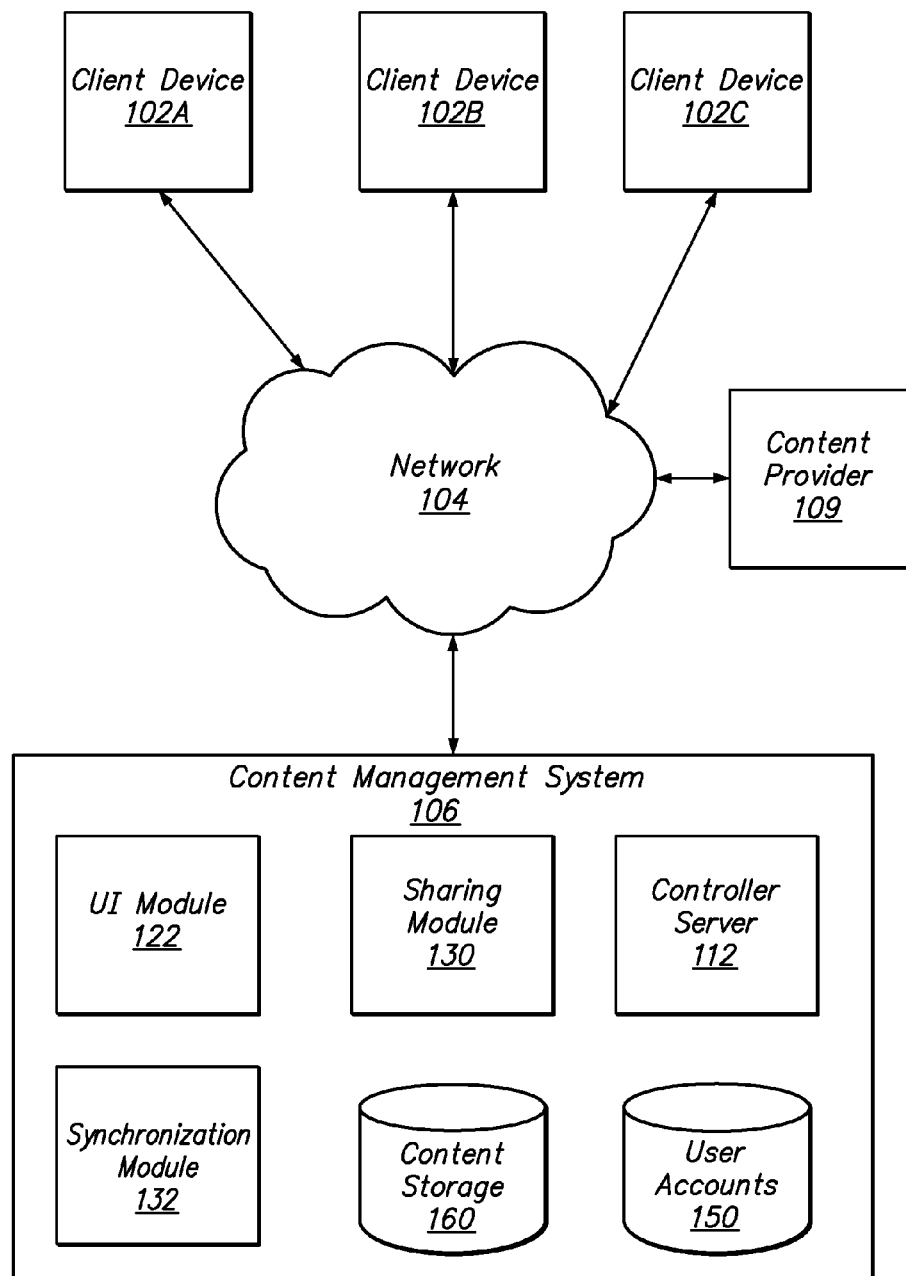 Client Device
102A
Client Device
102B
Client Device
102C
Network
104
Content
Provider
109
Content Management System
106
UI Module
122
Sharing
Module
130
Controller
Server
112
Synchronization
Module
132
Content
Storage
160
User
Accounts
150